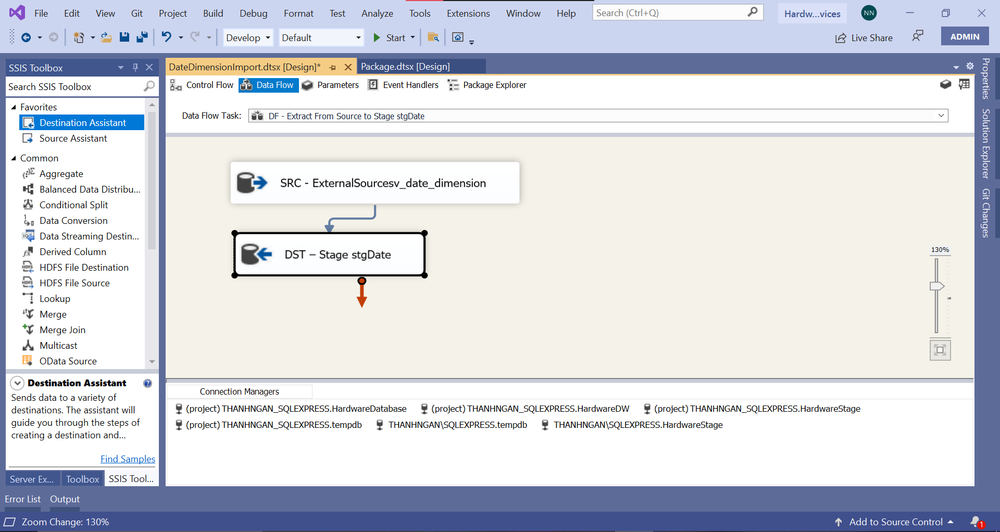 File Edit View Git Project Build Debug Format Test Analyze Tools Extensions Window Help Search (Ctrl+Q) Hardw...vices NN
Develop Default Start Live Share ADMIN
SSIS Toolbox
Search SSIS Toolbox
Favorites
Destination Assistant
Source Assistant
Common
Aggregate
Balanced Data Distribu...
Conditional Split
Data Conversion
Data Streaming Destin...
Derived Column
HDFS File Destination
HDFS File Source
Lookup
Merge
Merge Join
Multicast
OData Source
Destination Assistant
Sends data to a variety of
destinations. The assistant will
guide you through the steps of
creating a destination and...
Find Samples
Server Ex... Toolbox SSIS Tool...
DateDimensionImport.dtsx [Design]* Package.dtsx [Design]
Control Flow Data Flow Parameters Event Handlers Package Explorer
Data Flow Task: DF - Extract From Source to Stage stgDate
SRC - ExternalSourcesv_date_dimension
DST – Stage stgDate
130%
Connection Managers
(project) THANHNGAN_SQLEXPRESS.HardwareDatabase (project) THANHNGAN_SQLEXPRESS.HardwareDW (project) THANHNGAN_SQLEXPRESS.HardwareStage
(project) THANHNGAN_SQLEXPRESS.tempdb THANHNGAN\SQLEXPRESS.tempdb THANHNGAN\SQLEXPRESS.HardwareStage
Properties
Solution Explorer
Git Changes
Error List Output
Zoom Change: 130% Add to Source Control 1